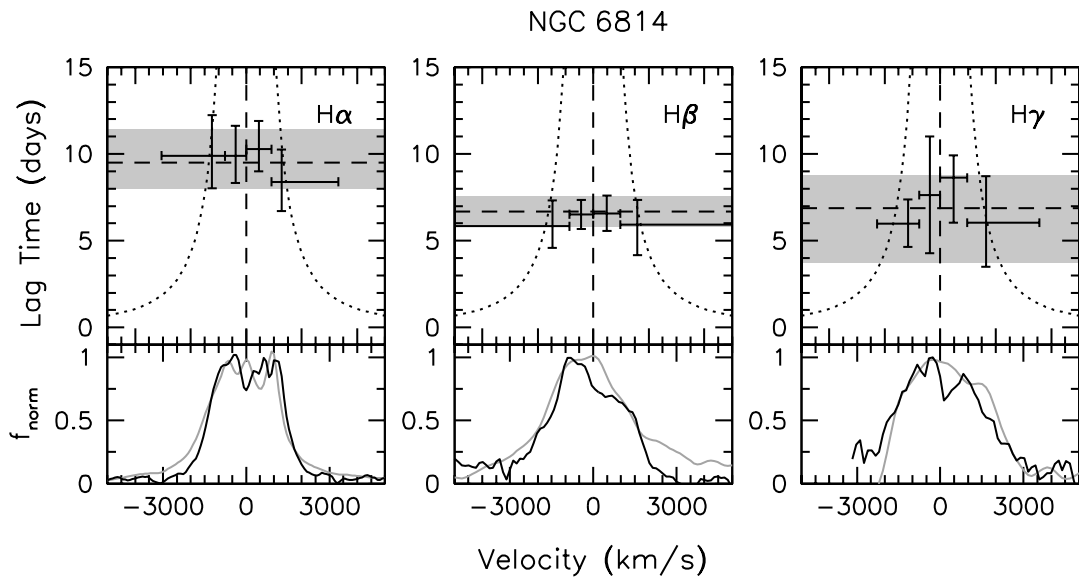 NGC 6814
15 15 15
Hα Hβ Hγ
10 10 10
5 5 5
0 0 0
Lag Time (days)
1 1 1
0.5 0.5 0.5
0 0 0
f_norm
−3000 0 3000 −3000 0 3000 −3000 0 3000
Velocity (km/s)